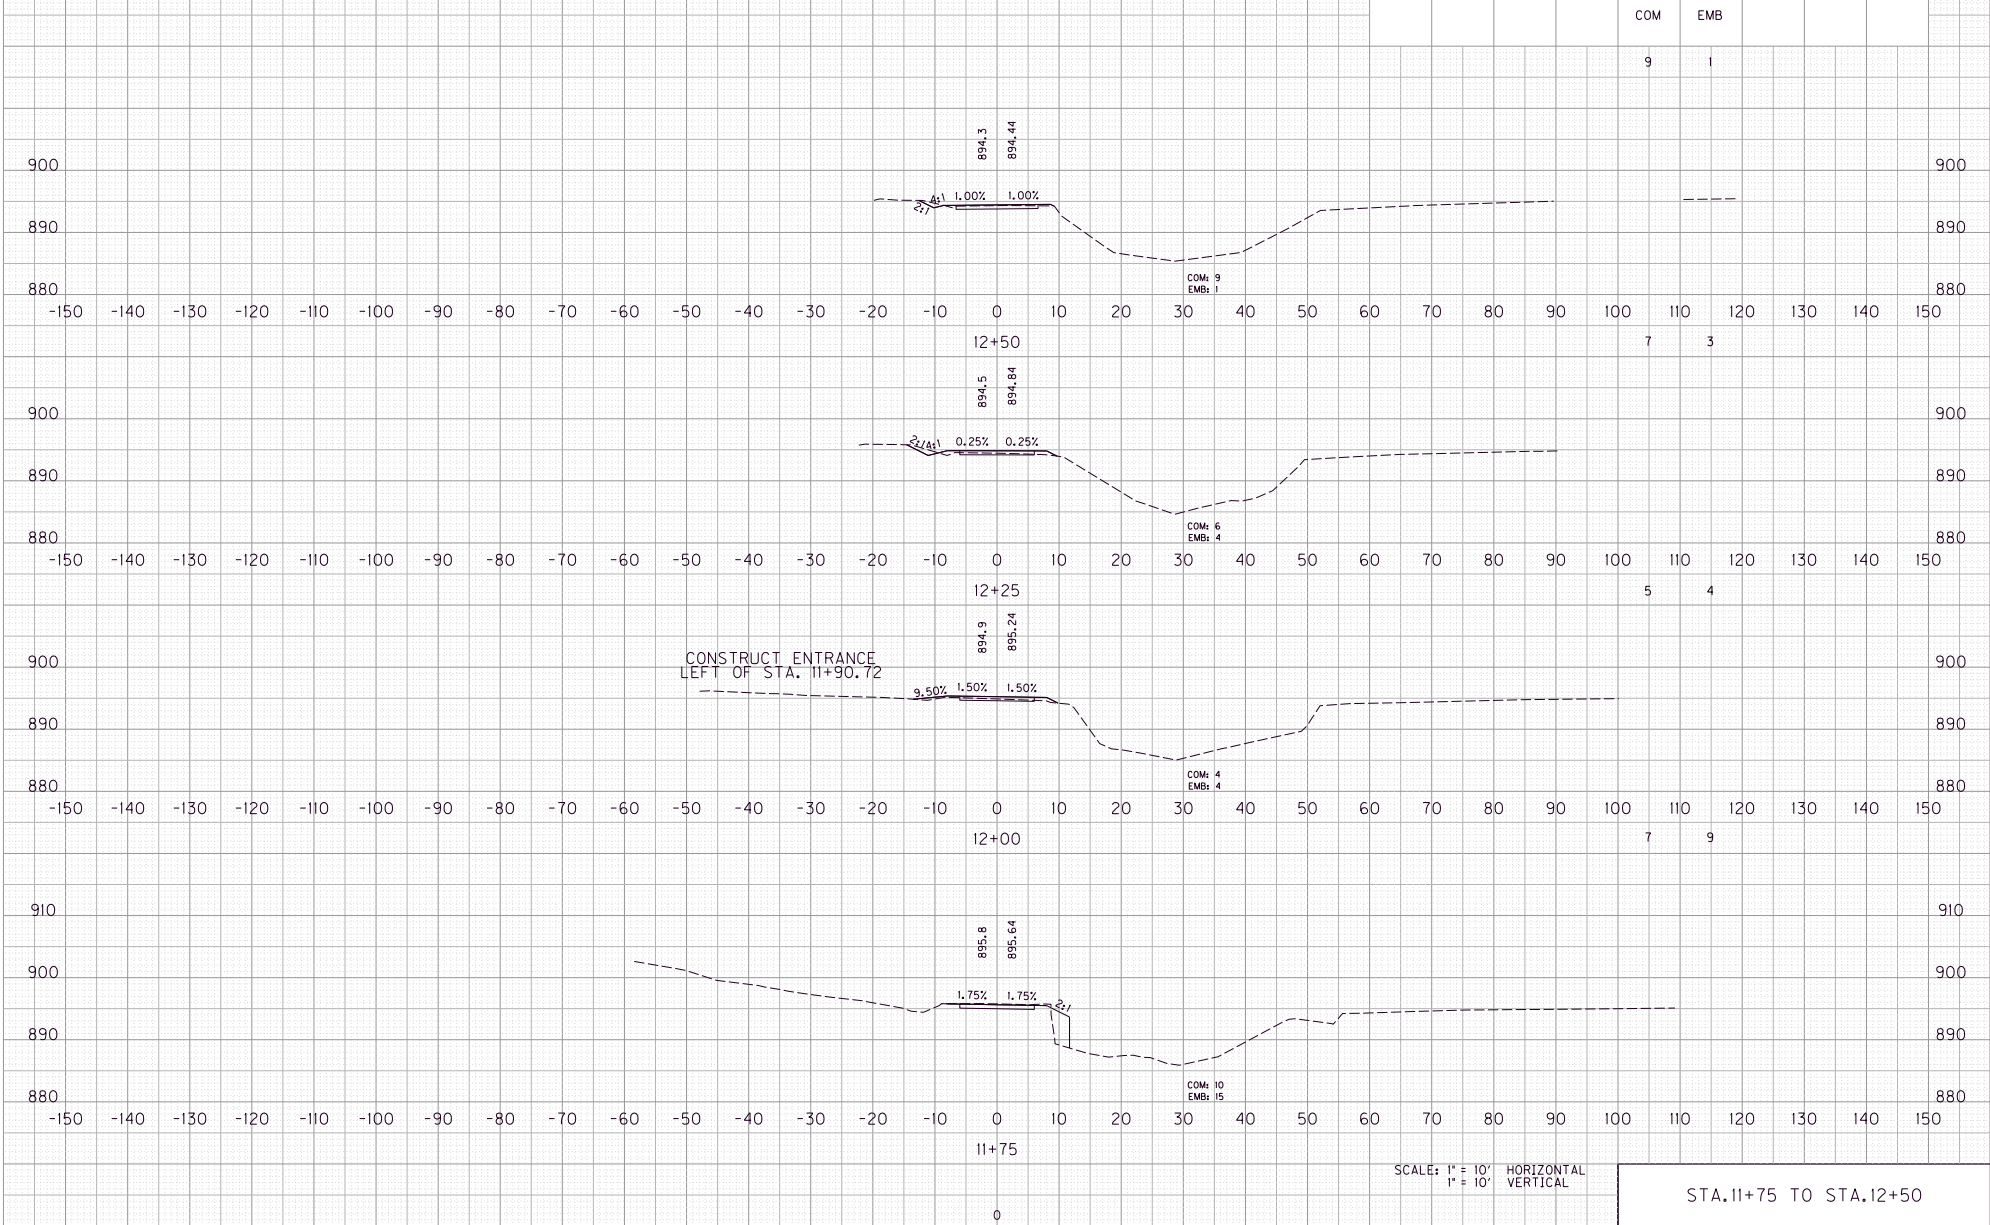 COM EMB
9 1
894.3 894.44
900 900
2:1 4:1 1.00% 1.00%
890 890
COM: 9
EMB: 1
880 880
-150 -140 -130 -120 -110 -100 -90 -80 -70 -60 -50 -40 -30 -20 -10 0 10 20 30 40 50 60 70 80 90 100 110 120 130 140 150
12+50 7 3
894.5 894.84
900 900
2:1 4:1 0.25% 0.25%
890 890
COM: 6
EMB: 4
880 880
-150 -140 -130 -120 -110 -100 -90 -80 -70 -60 -50 -40 -30 -20 -10 0 10 20 30 40 50 60 70 80 90 100 110 120 130 140 150
12+25 5 4
894.9 895.24
CONSTRUCT ENTRANCE
900 900
LEFT OF STA. 11+90.72
9.50% 1.50% 1.50%
890 890
COM: 4
EMB: 4
880 880
-150 -140 -130 -120 -110 -100 -90 -80 -70 -60 -50 -40 -30 -20 -10 0 10 20 30 40 50 60 70 80 90 100 110 120 130 140 150
12+00 7 9
910 910
895.8 895.64
900 900
1.75% 1.75% 2:1
890 890
COM: 10
EMB: 15
880 880
-150 -140 -130 -120 -110 -100 -90 -80 -70 -60 -50 -40 -30 -20 -10 0 10 20 30 40 50 60 70 80 90 100 110 120 130 140 150
11+75
SCALE: 1" = 10' HORIZONTAL
1" = 10' VERTICAL
STA.11+75 TO STA.12+50
0